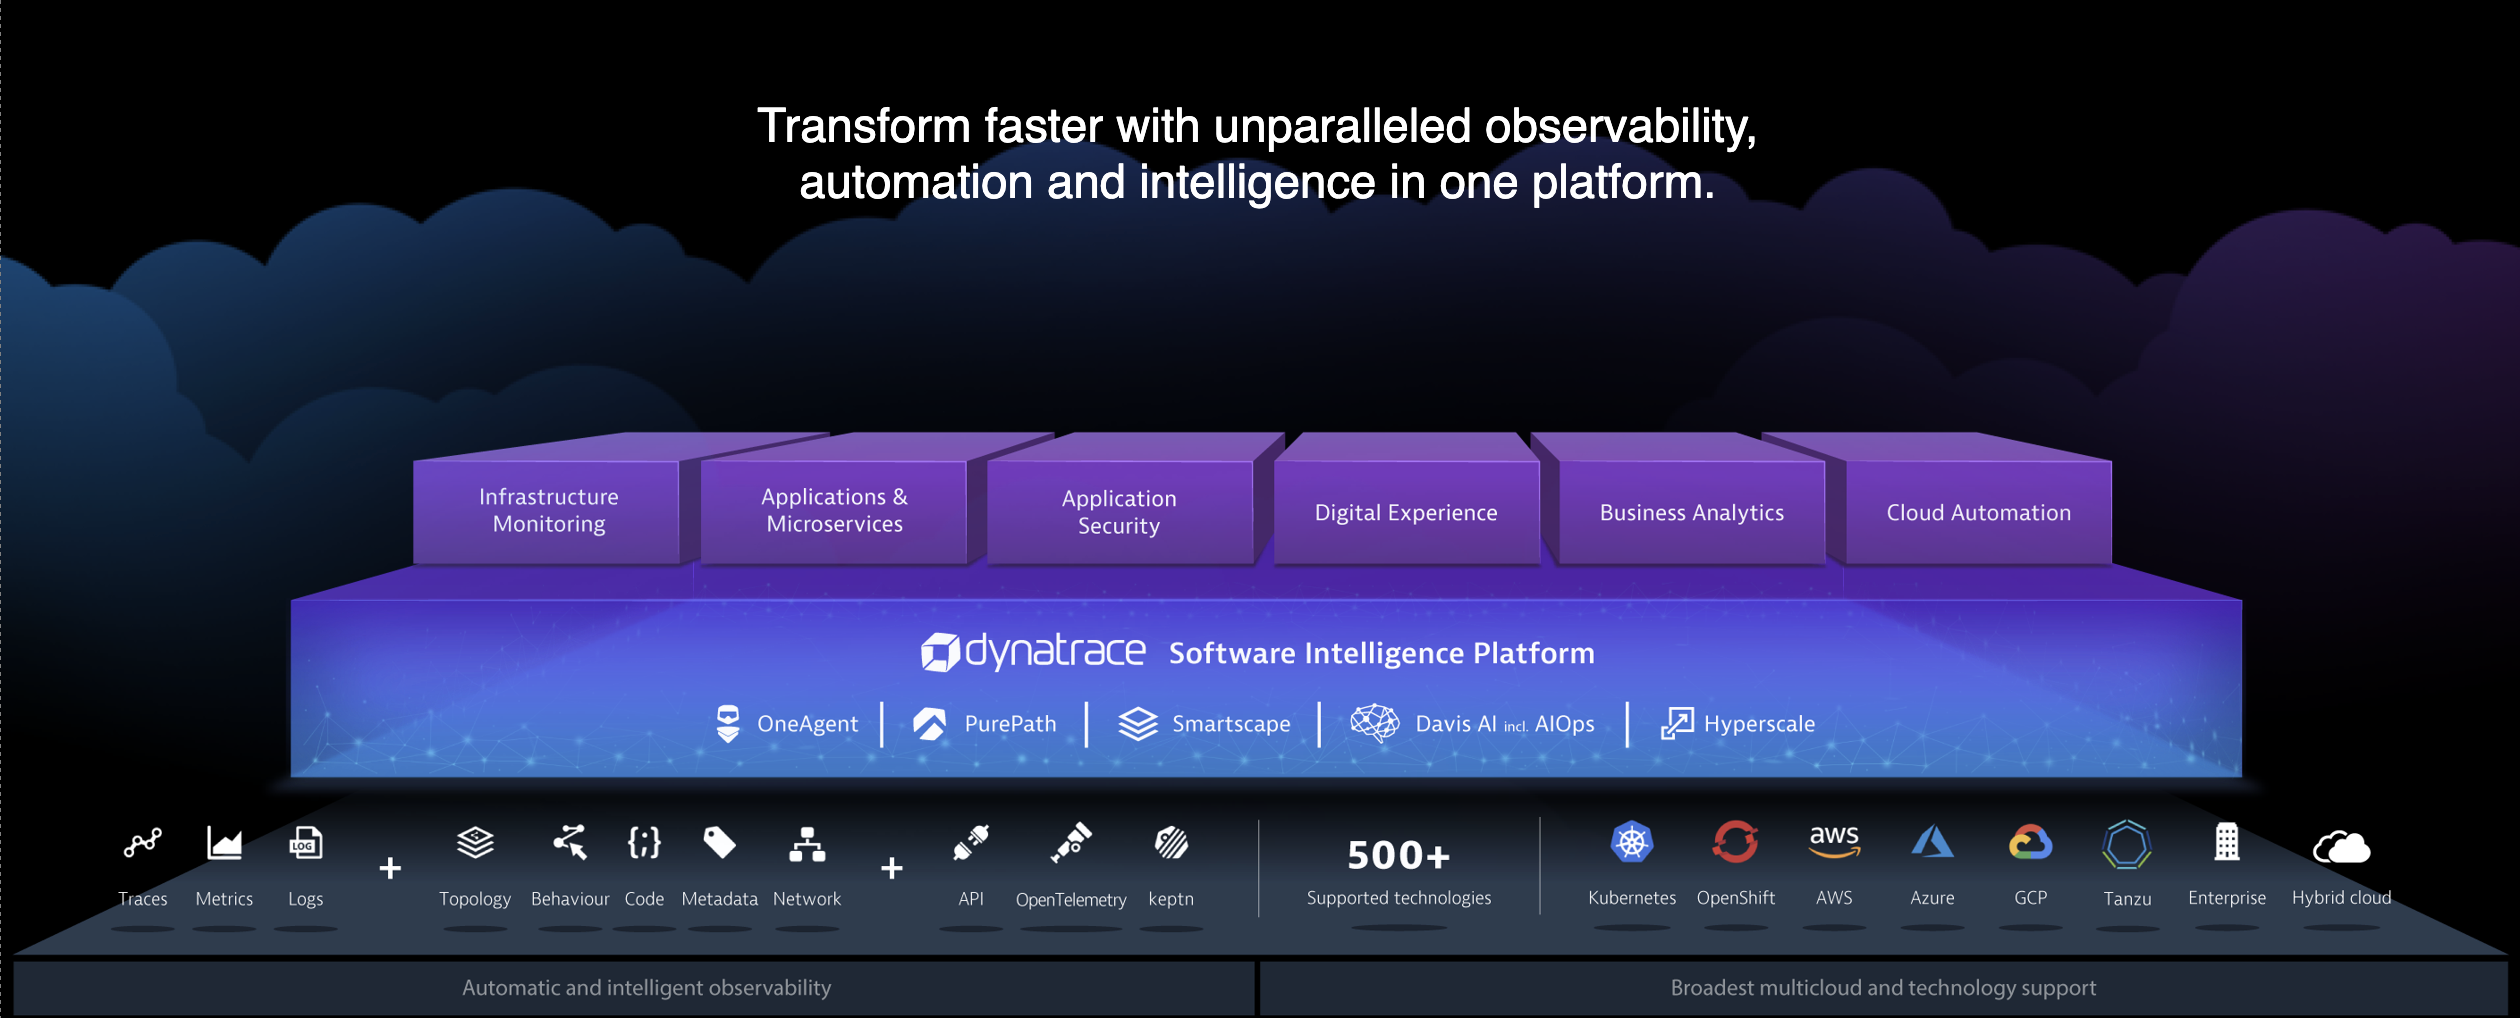 Transform faster with unparalleled observability,
automation and intelligence in one platform.
Infrastructure
Monitoring
Applications &
Microservices
Application
Security
Digital Experience
Business Analytics
Cloud Automation
dynatrace Software Intelligence Platform
OneAgent
PurePath
Smartscape
Davis AI incl. AIOps
Hyperscale
LOG
Traces
Metrics
Logs
+
Topology
Behaviour
{;}
Code
Metadata
Network
+
API
OpenTelemetry
keptn
500+
Supported technologies
Kubernetes
OpenShift
aws
AWS
Azure
GCP
Tanzu
Enterprise
Hybrid cloud
Automatic and intelligent observability
Broadest multicloud and technology support